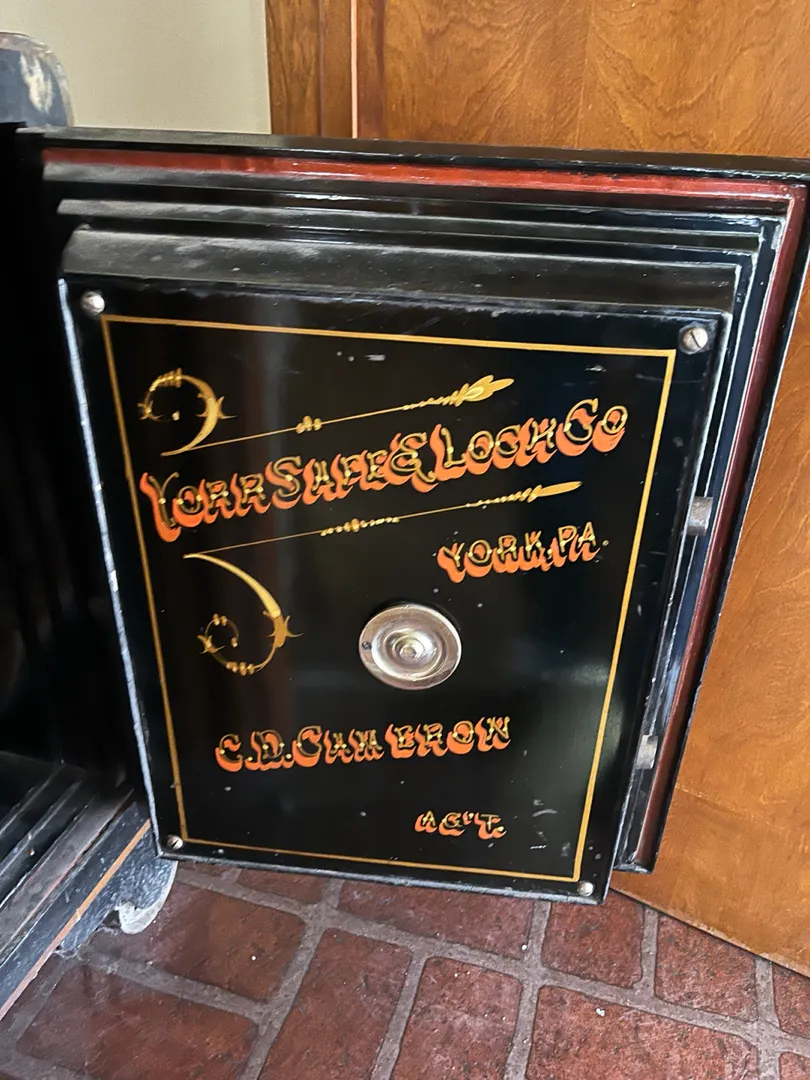 YORK SAFE & LOCK CO
YORK, PA.
C.D. CAMERON
AG'T.